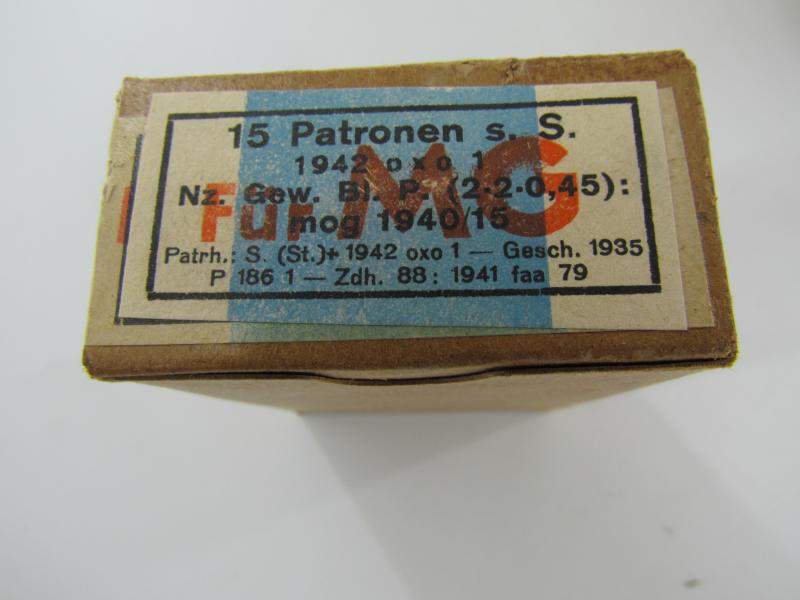 15 Patronen s. S.
1942 oxo 1
Nz. Gew. Bl. P. (2·2·0,45):
Für MG
mog 1940/15
Patrh.: S. (St.)+ 1942 oxo 1 — Gesch. 1935
P 186 1 — Zdh. 88: 1941 faa 79